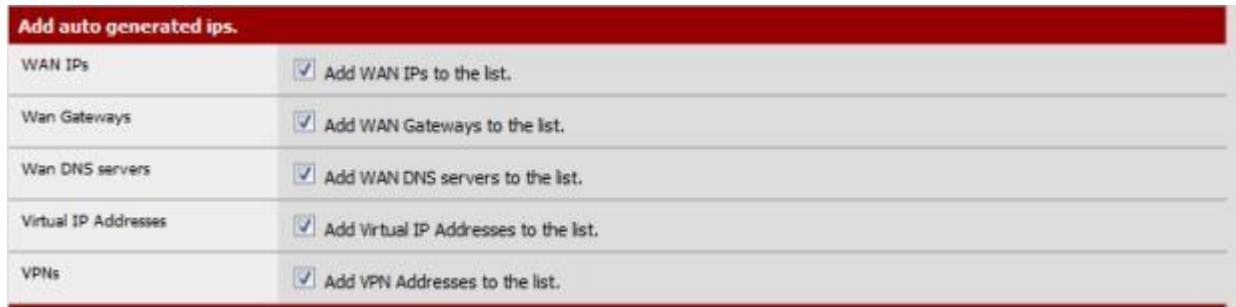 Add auto generated ips.
WAN IPs Add WAN IPs to the list.
Wan Gateways Add WAN Gateways to the list.
Wan DNS servers Add WAN DNS servers to the list.
Virtual IP Addresses Add Virtual IP Addresses to the list.
VPNs Add VPN Addresses to the list.